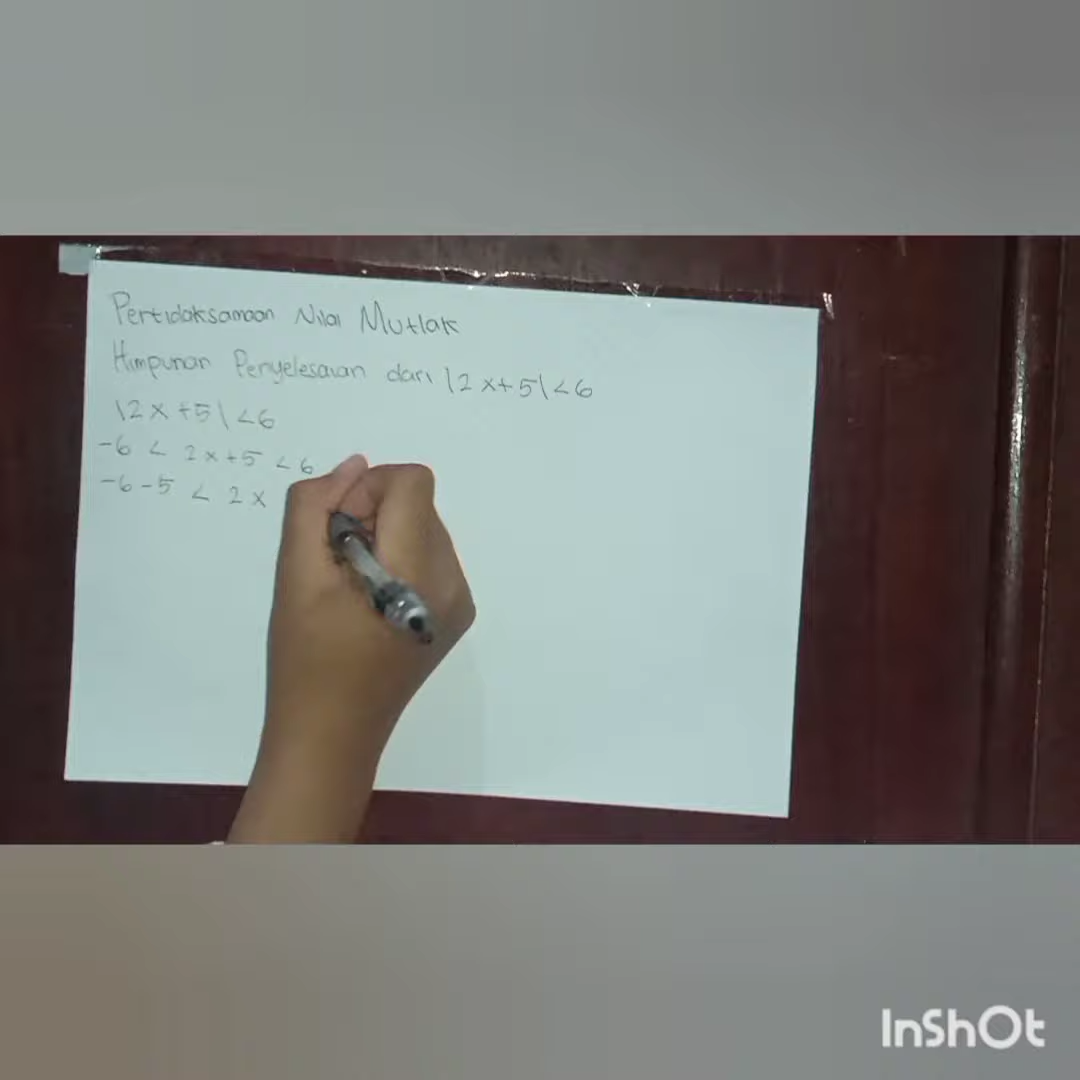 Pertidaksamaan Nilai Mutlak
Himpunan Penyelesaian dari |2x+5|<6
|2x+5|<6
-6 < 2x+5 <6
-6-5 < 2x
InShOt